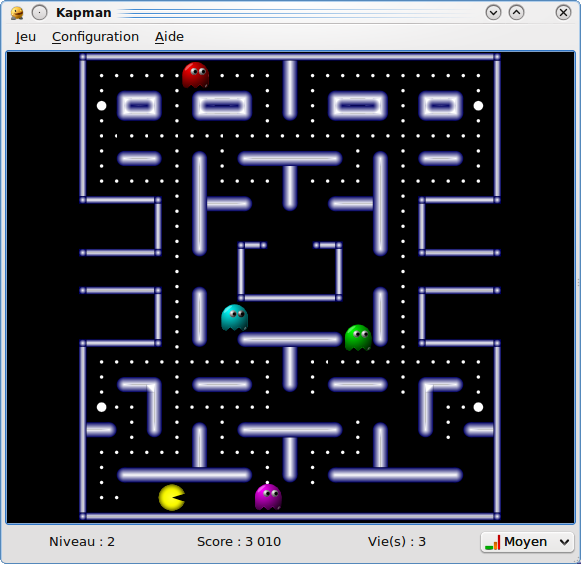 Kapman
Jeu Configuration Aide
Niveau : 2 Score : 3 010 Vie(s) : 3 Moyen